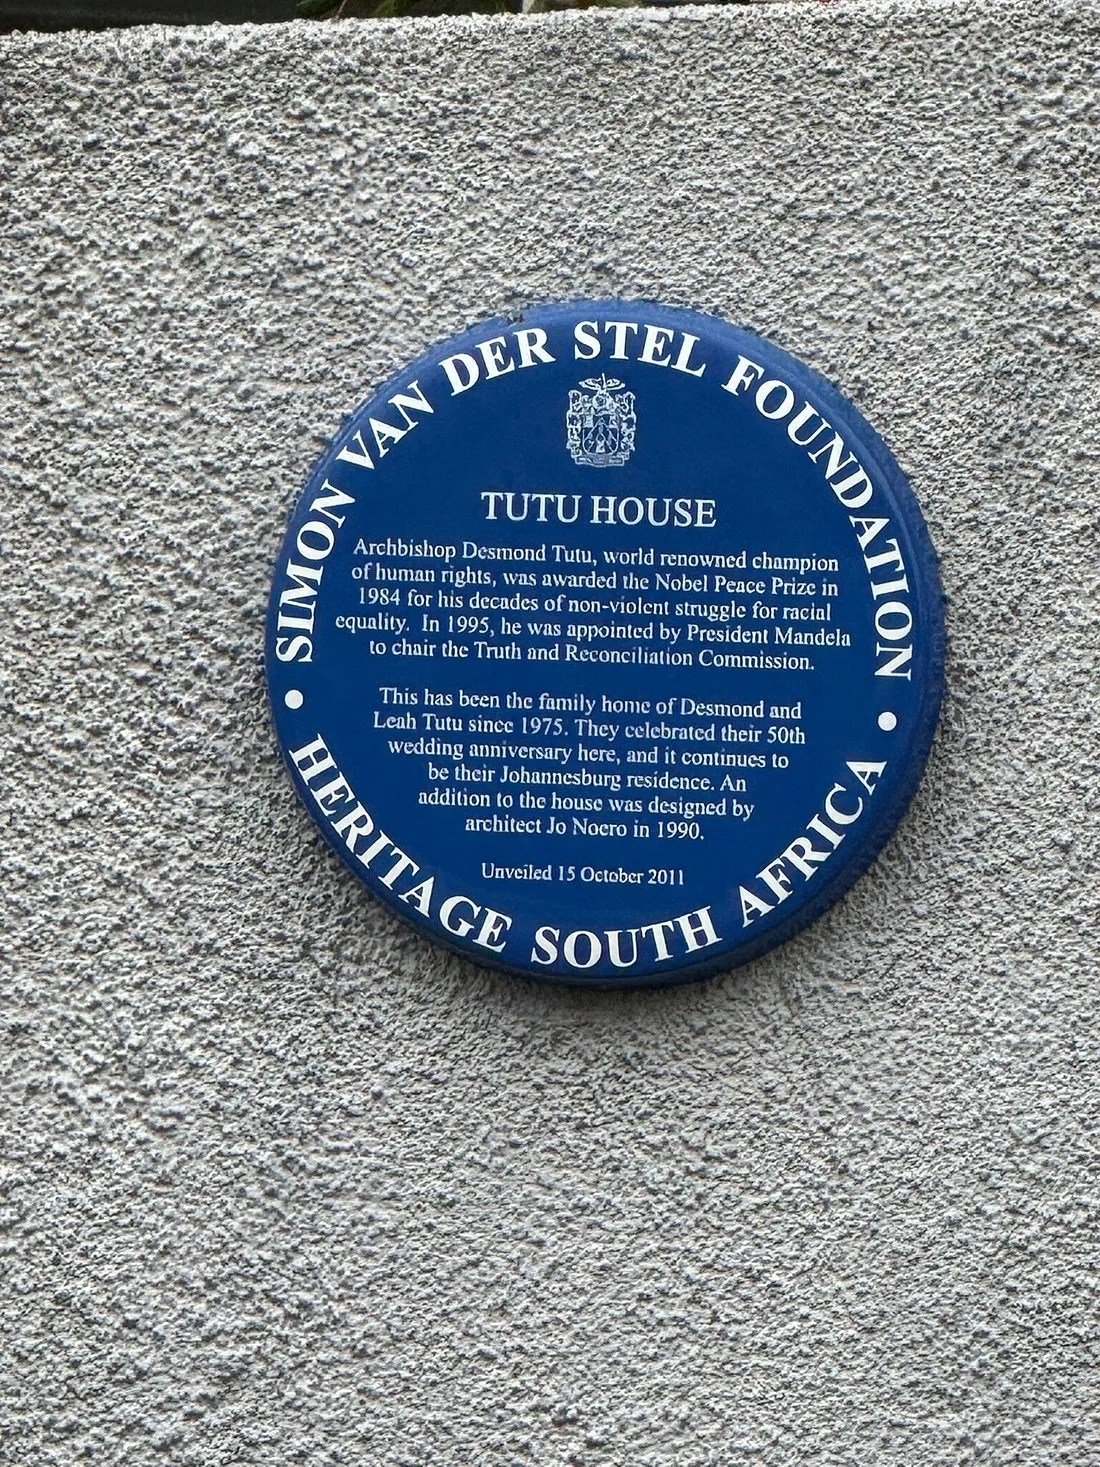 SIMON VAN DER STEL FOUNDATION
TUTU HOUSE
Archbishop Desmond Tutu, world renowned champion
of human rights, was awarded the Nobel Peace Prize in
1984 for his decades of non-violent struggle for racial
equality. In 1995, he was appointed by President Mandela
to chair the Truth and Reconciliation Commission.
This has been the family home of Desmond and
Leah Tutu since 1975. They celebrated their 50th
wedding anniversary here, and it continues to
be their Johannesburg residence. An
addition to the house was designed by
architect Jo Noero in 1990.
Unveiled 15 October 2011
• HERITAGE SOUTH AFRICA •